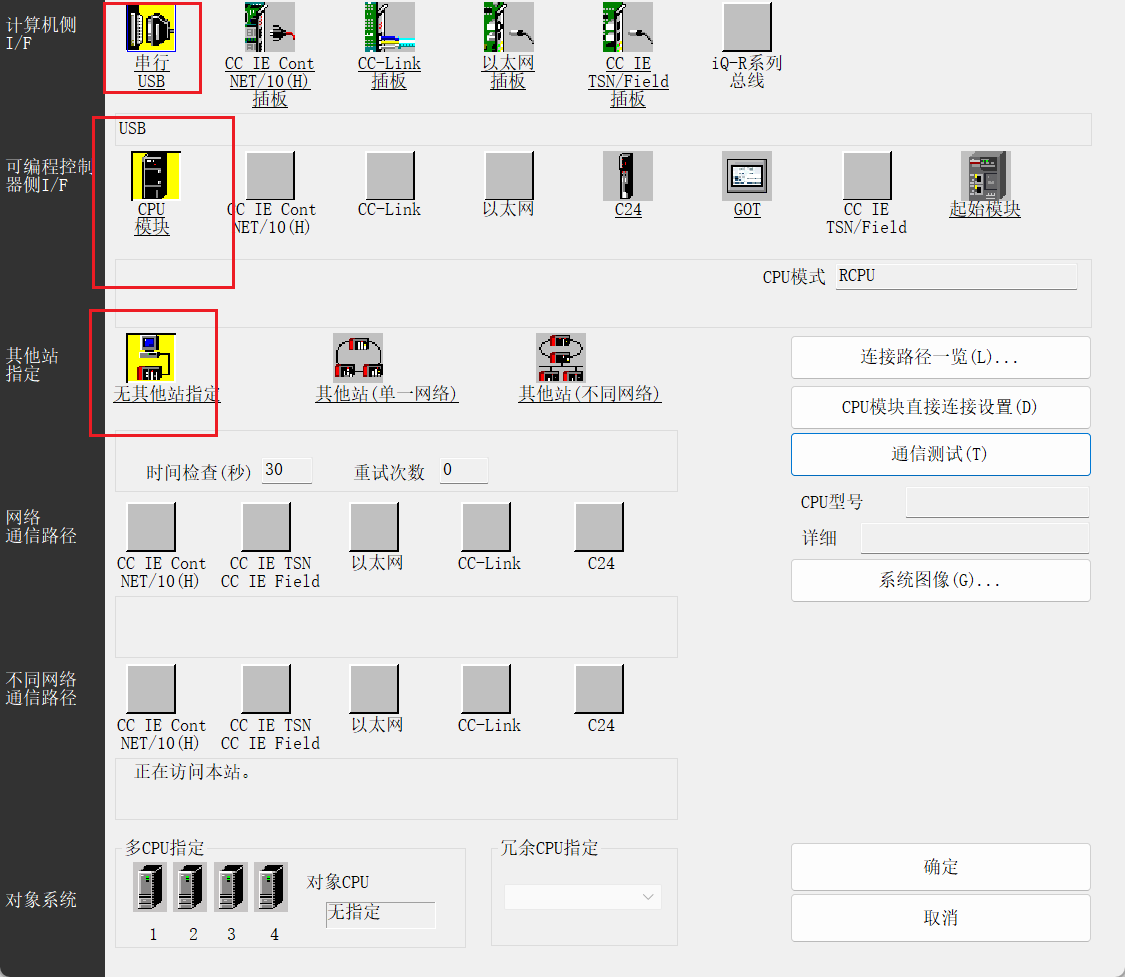 计算机侧
I/F
串行
USB
CC IE Cont
NET/10(H)
插板
CC-Link
插板
以太网
插板
CC IE
TSN/Field
插板
iQ-R系列
总线
USB
可编程控制
器侧I/F
CPU
模块
CC IE Cont
NET/10(H)
CC-Link
以太网
C24
GOT
CC IE
TSN/Field
起始模块
CPU模式
RCPU
其他站
指定
无其他站指定
其他站(单一网络)
其他站(不同网络)
连接路径一览(L)...
CPU模块直接连接设置(D)
通信测试(T)
时间检查(秒)
30
重试次数
0
CPU型号
详细
系统图像(G)...
网络
通信路径
CC IE Cont
NET/10(H)
CC IE TSN
CC IE Field
以太网
CC-Link
C24
不同网络
通信路径
CC IE Cont
NET/10(H)
CC IE TSN
CC IE Field
以太网
CC-Link
C24
正在访问本站。
对象系统
多CPU指定
1
2
3
4
对象CPU
无指定
冗余CPU指定
确定
取消